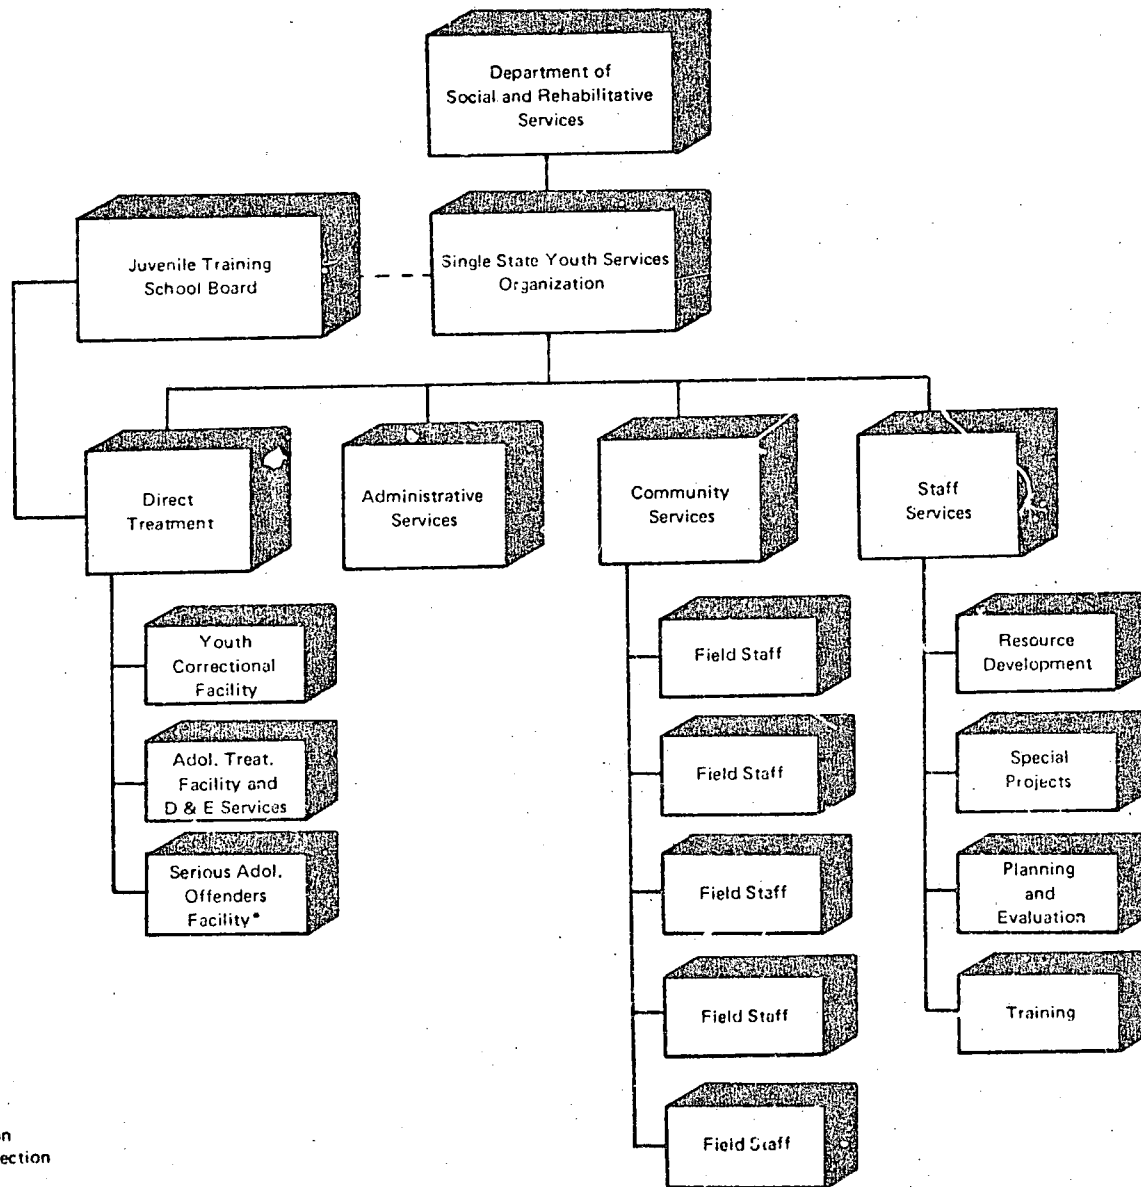 Department of
Social and Rehabilitative
Services
Juvenile Training
School Board
Single State Youth Services
Organization
Direct
Treatment
Administrative
Services
Community
Services
Staff
Services
Youth
Correctional
Facility
Adol. Treat.
Facility and
D & E Services
Serious Adol.
Offenders
Facility*
Field Staff
Field Staff
Field Staff
Field Staff
Field Staff
Resource
Development
Special
Projects
Planning
and
Evaluation
Training